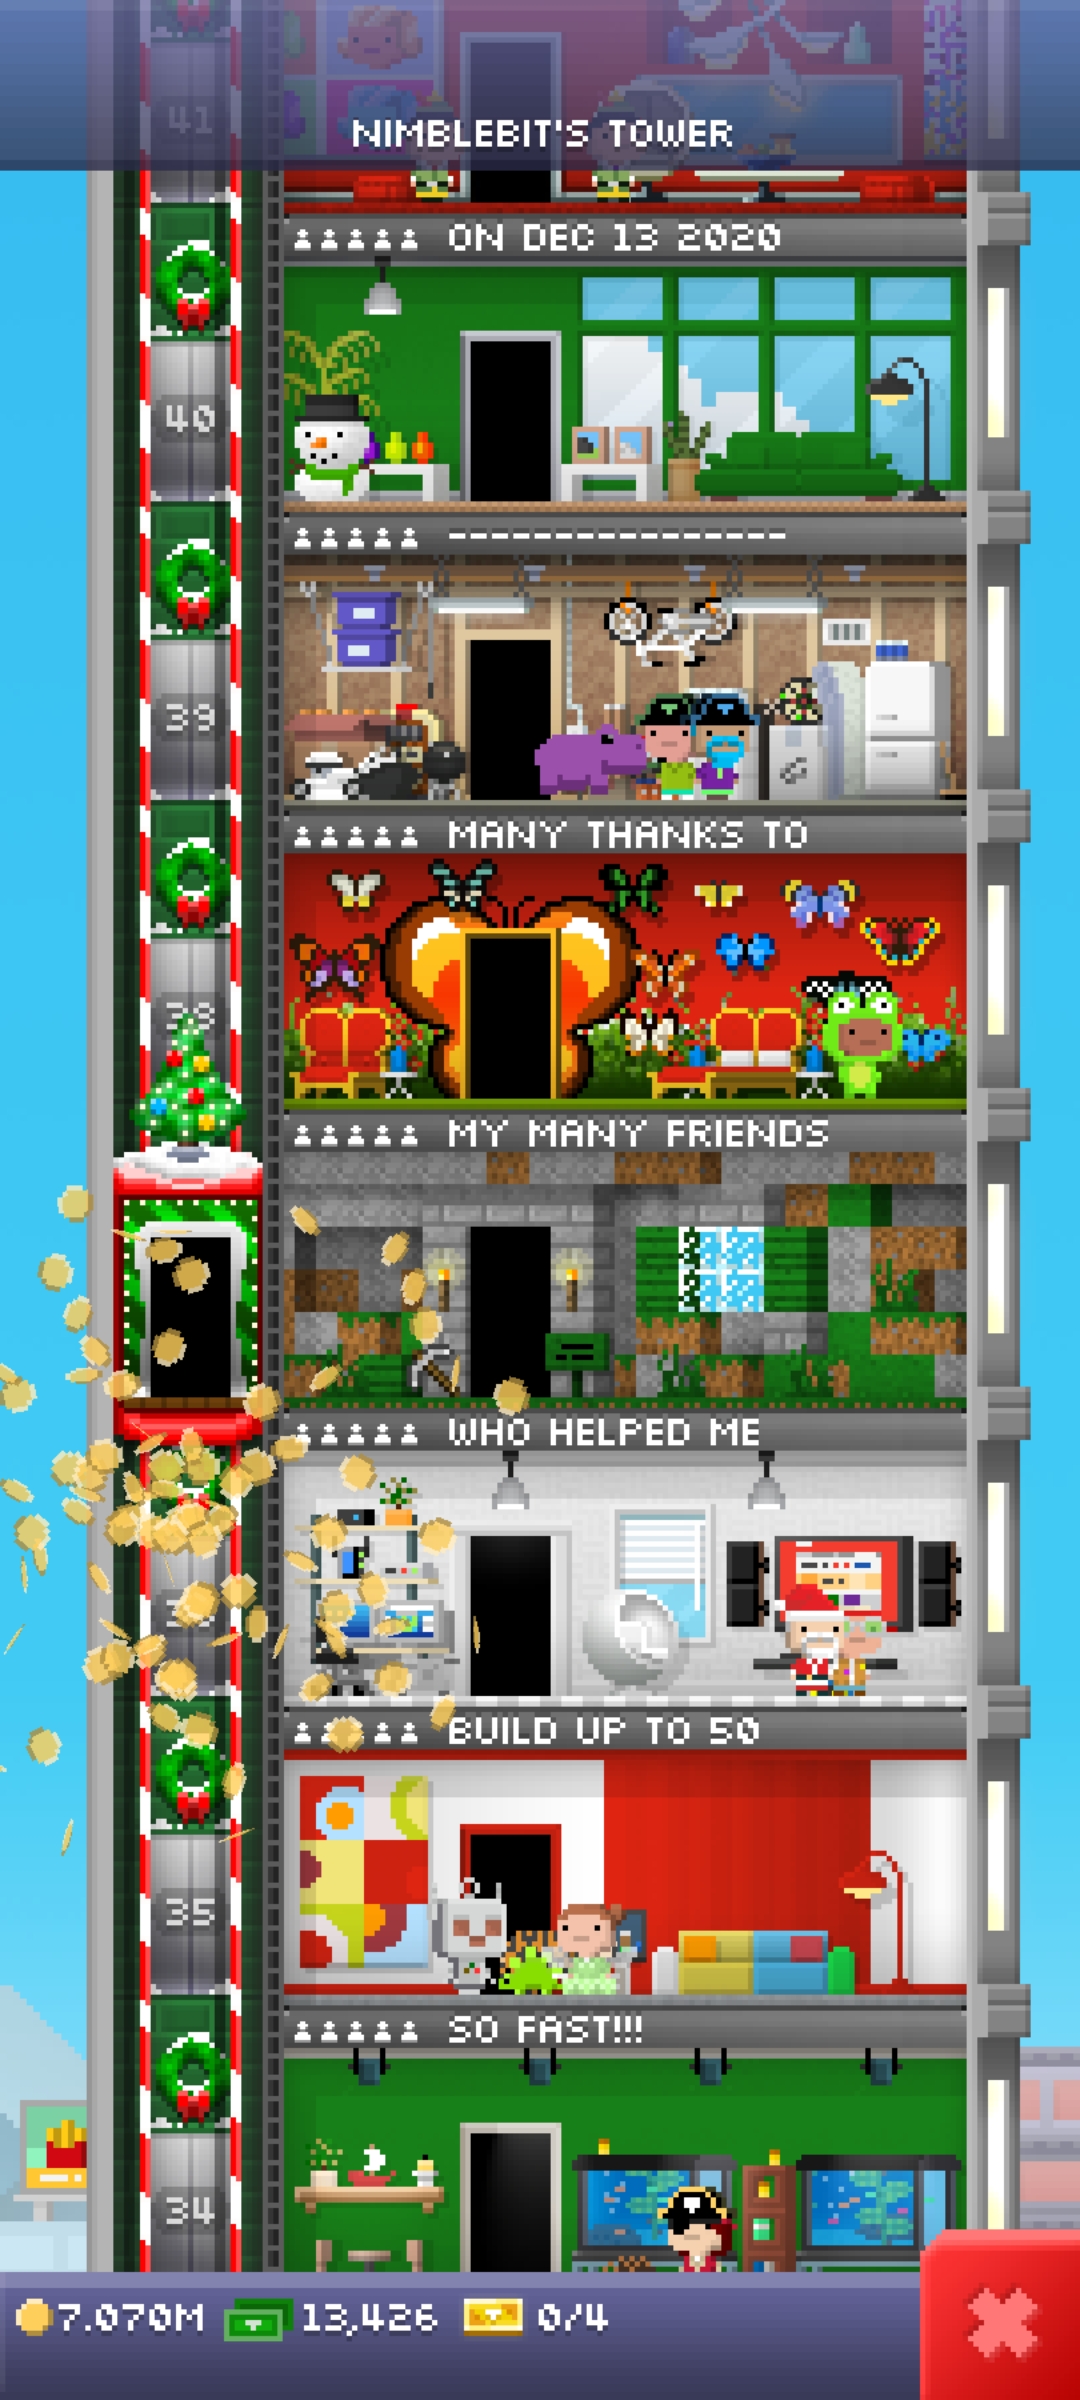 41
NIMBLEBIT'S TOWER
ON DEC 13 2020
40
----------------
39
MANY THANKS TO
38
MY MANY FRIENDS
WHO HELPED ME
BUILD UP TO 50
35
SO FAST!!!
34
7.070M 13,426 0/4